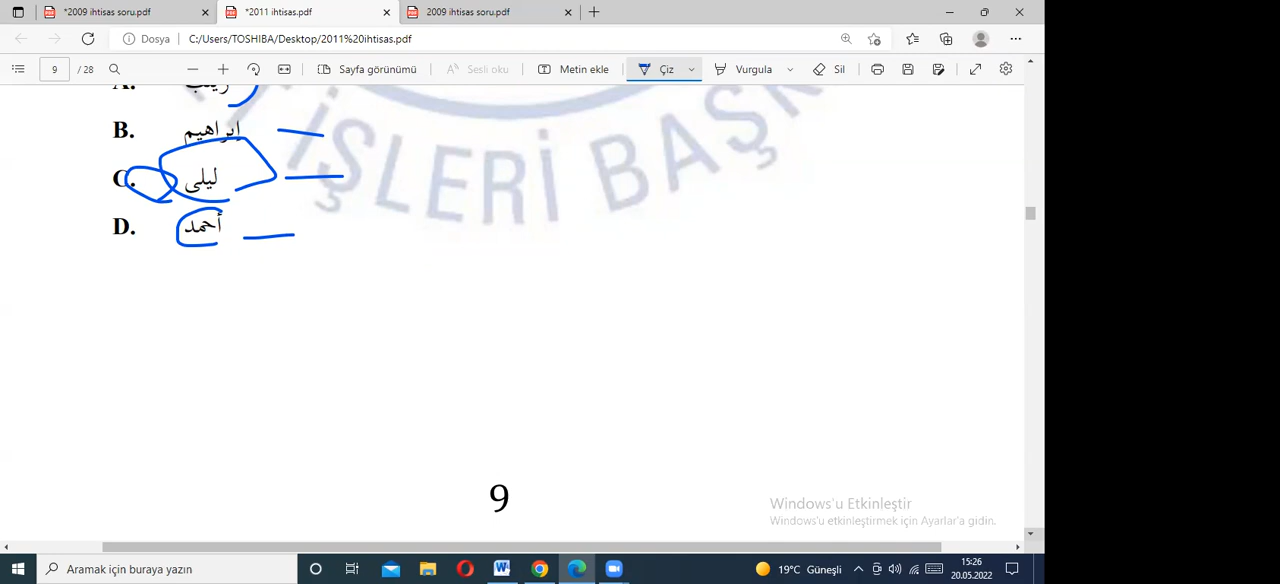 *2009 ihtisas soru.pdf
*2011 ihtisas.pdf
2009 ihtisas soru.pdf
Dosya C:/Users/TOSHIBA/Desktop/2011%20ihtisas.pdf
9 / 28 Sayfa görünümü Sesli oku Metin ekle Çiz Vurgula Sil
A. زينب
B. إبراهيم
C. ليلى
D. أحمد
İŞLERİ BAŞK
9
Windows'u Etkinleştir
Windows'u etkinleştirmek için Ayarlar'a gidin.
Aramak için buraya yazın
19°C Güneşli
15:26
20.05.2022